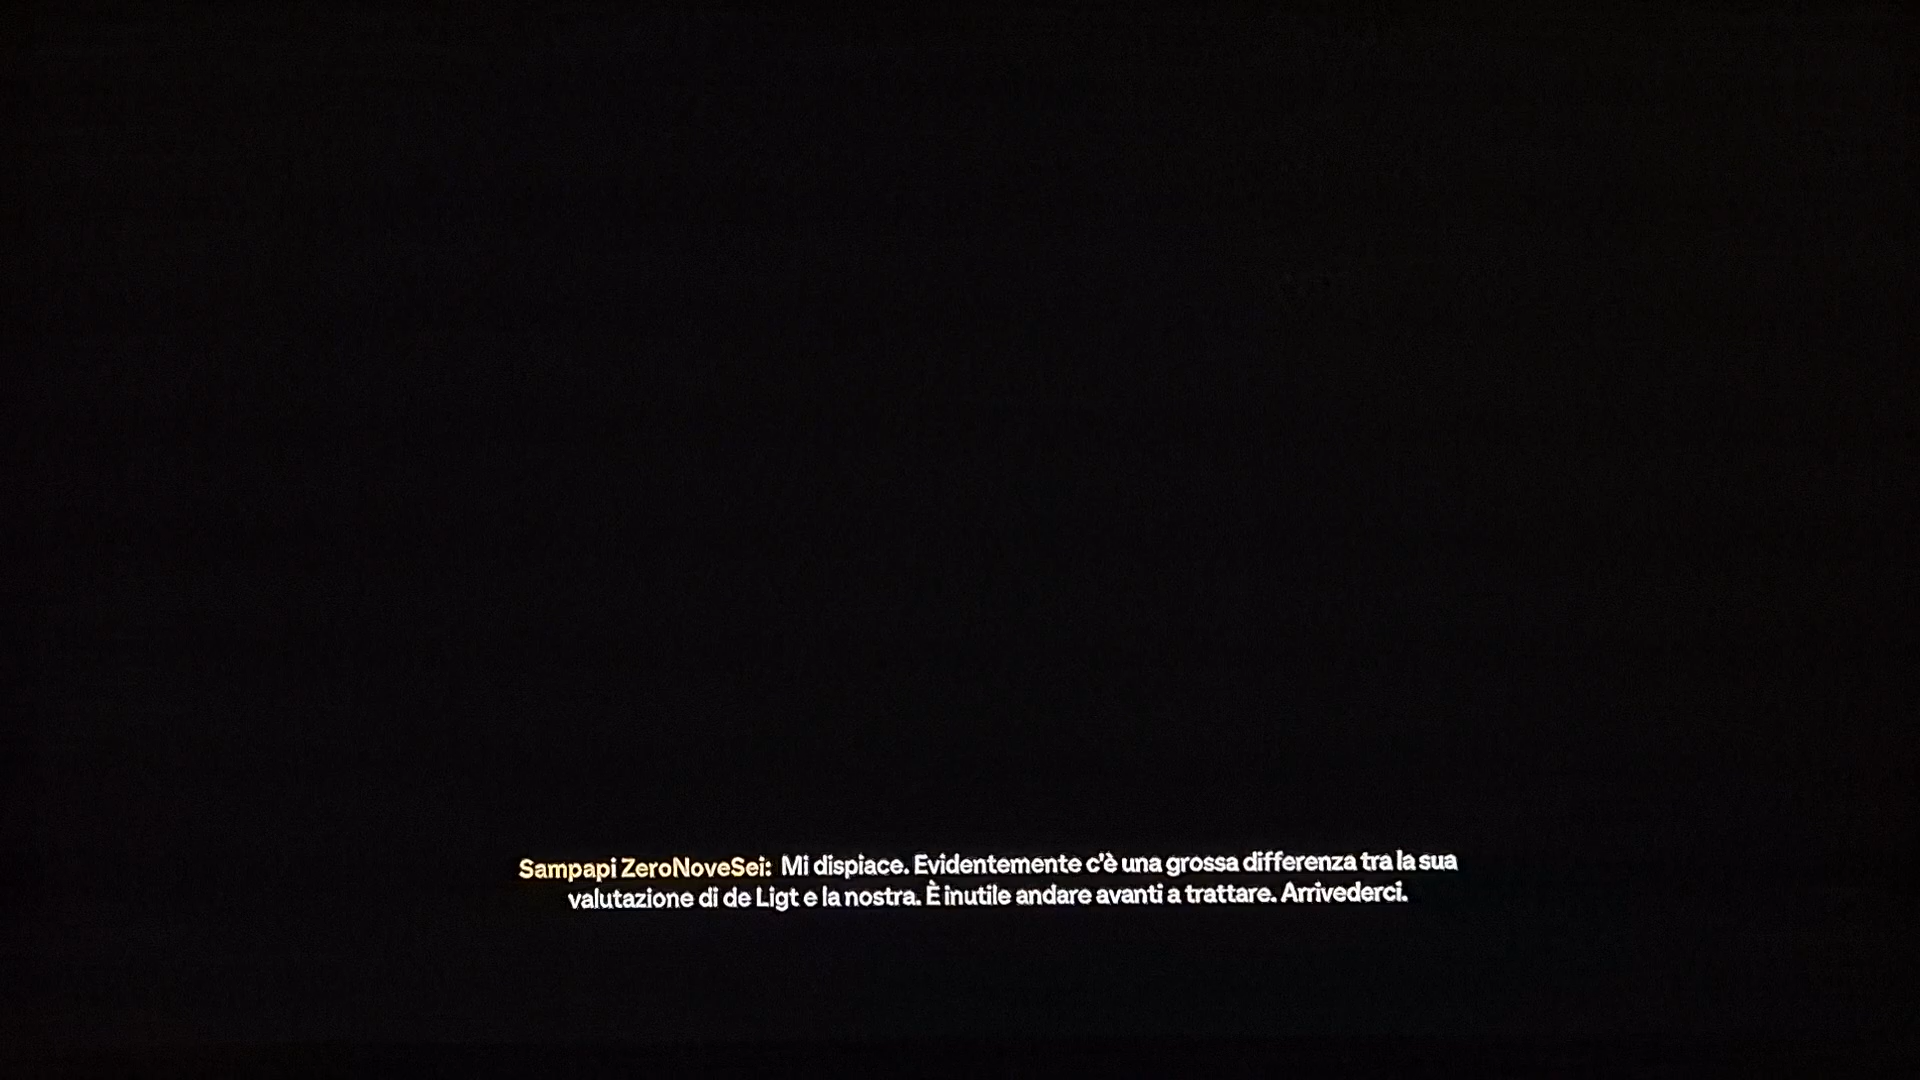 Sampapi ZeroNoveSei: Mi dispiace. Evidentemente c'è una grossa differenza tra la sua
valutazione di de Ligt e la nostra. È inutile andare avanti a trattare. Arrivederci.